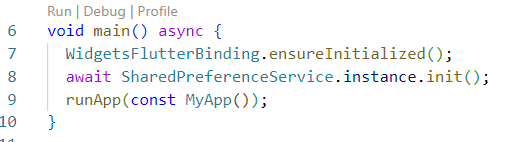 Run | Debug | Profile
6 void main() async {
7 WidgetsFlutterBinding.ensureInitialized();
8 await SharedPreferenceService.instance.init();
9 runApp(const MyApp());
10 }